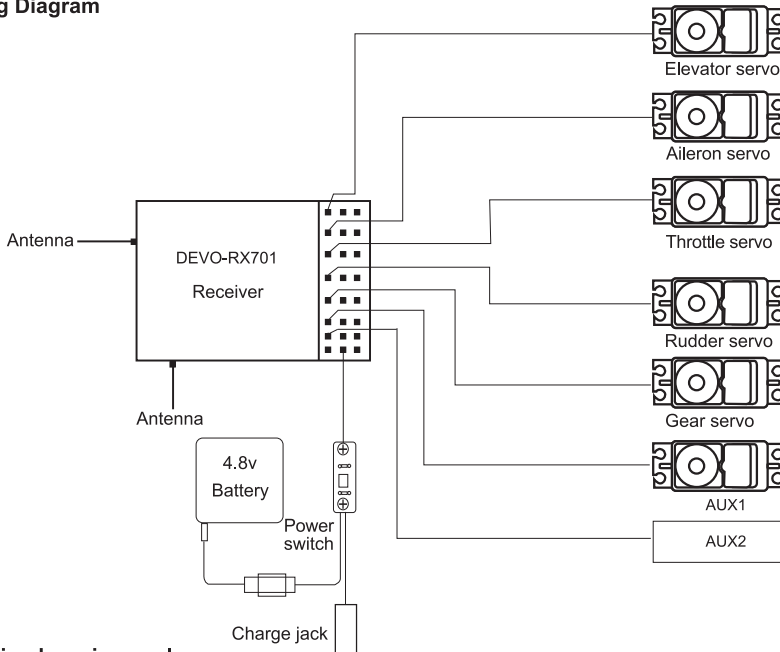 g Diagram
Elevator servo
Aileron servo
Antenna
DEVO-RX701
Receiver
Throttle servo
Rudder servo
Antenna
Gear servo
4.8v
Battery
Power
switch
AUX1
AUX2
Charge jack